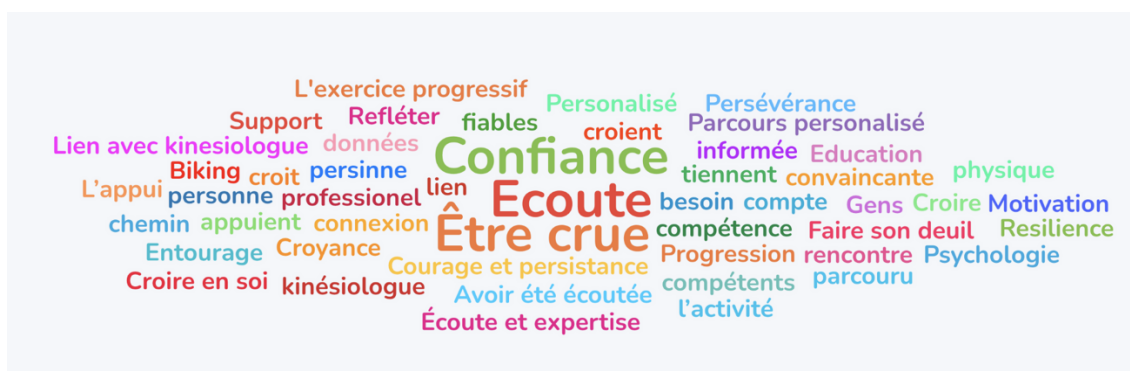 L'exercice progressif
Personalisé Persévérance
Support Refléter fiables croient Parcours personalisé
Lien avec kinesiologue données Confiance informée Education
Biking croit persinne tiennent convaincante physique
L’appui personne professionel lien Ecoute besoin compte Gens Croire Motivation
chemin appuient connexion Être crue compétence Faire son deuil Resilience
Entourage Croyance Progression rencontre Psychologie
Croire en soi kinésiologue Courage et persistance compétents parcouru
Avoir été écoutée l’activité
Écoute et expertise